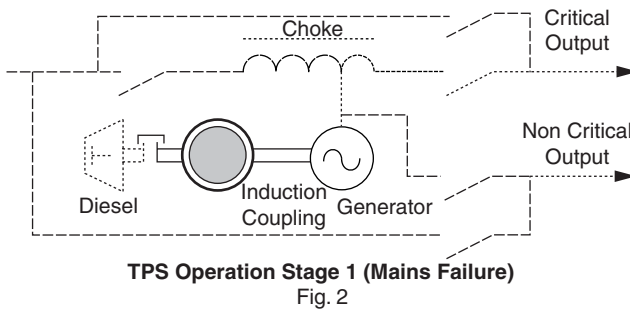 Choke
Critical
Output
Non Critical
Output
Diesel
Induction
Coupling
Generator
TPS Operation Stage 1 (Mains Failure)
Fig. 2